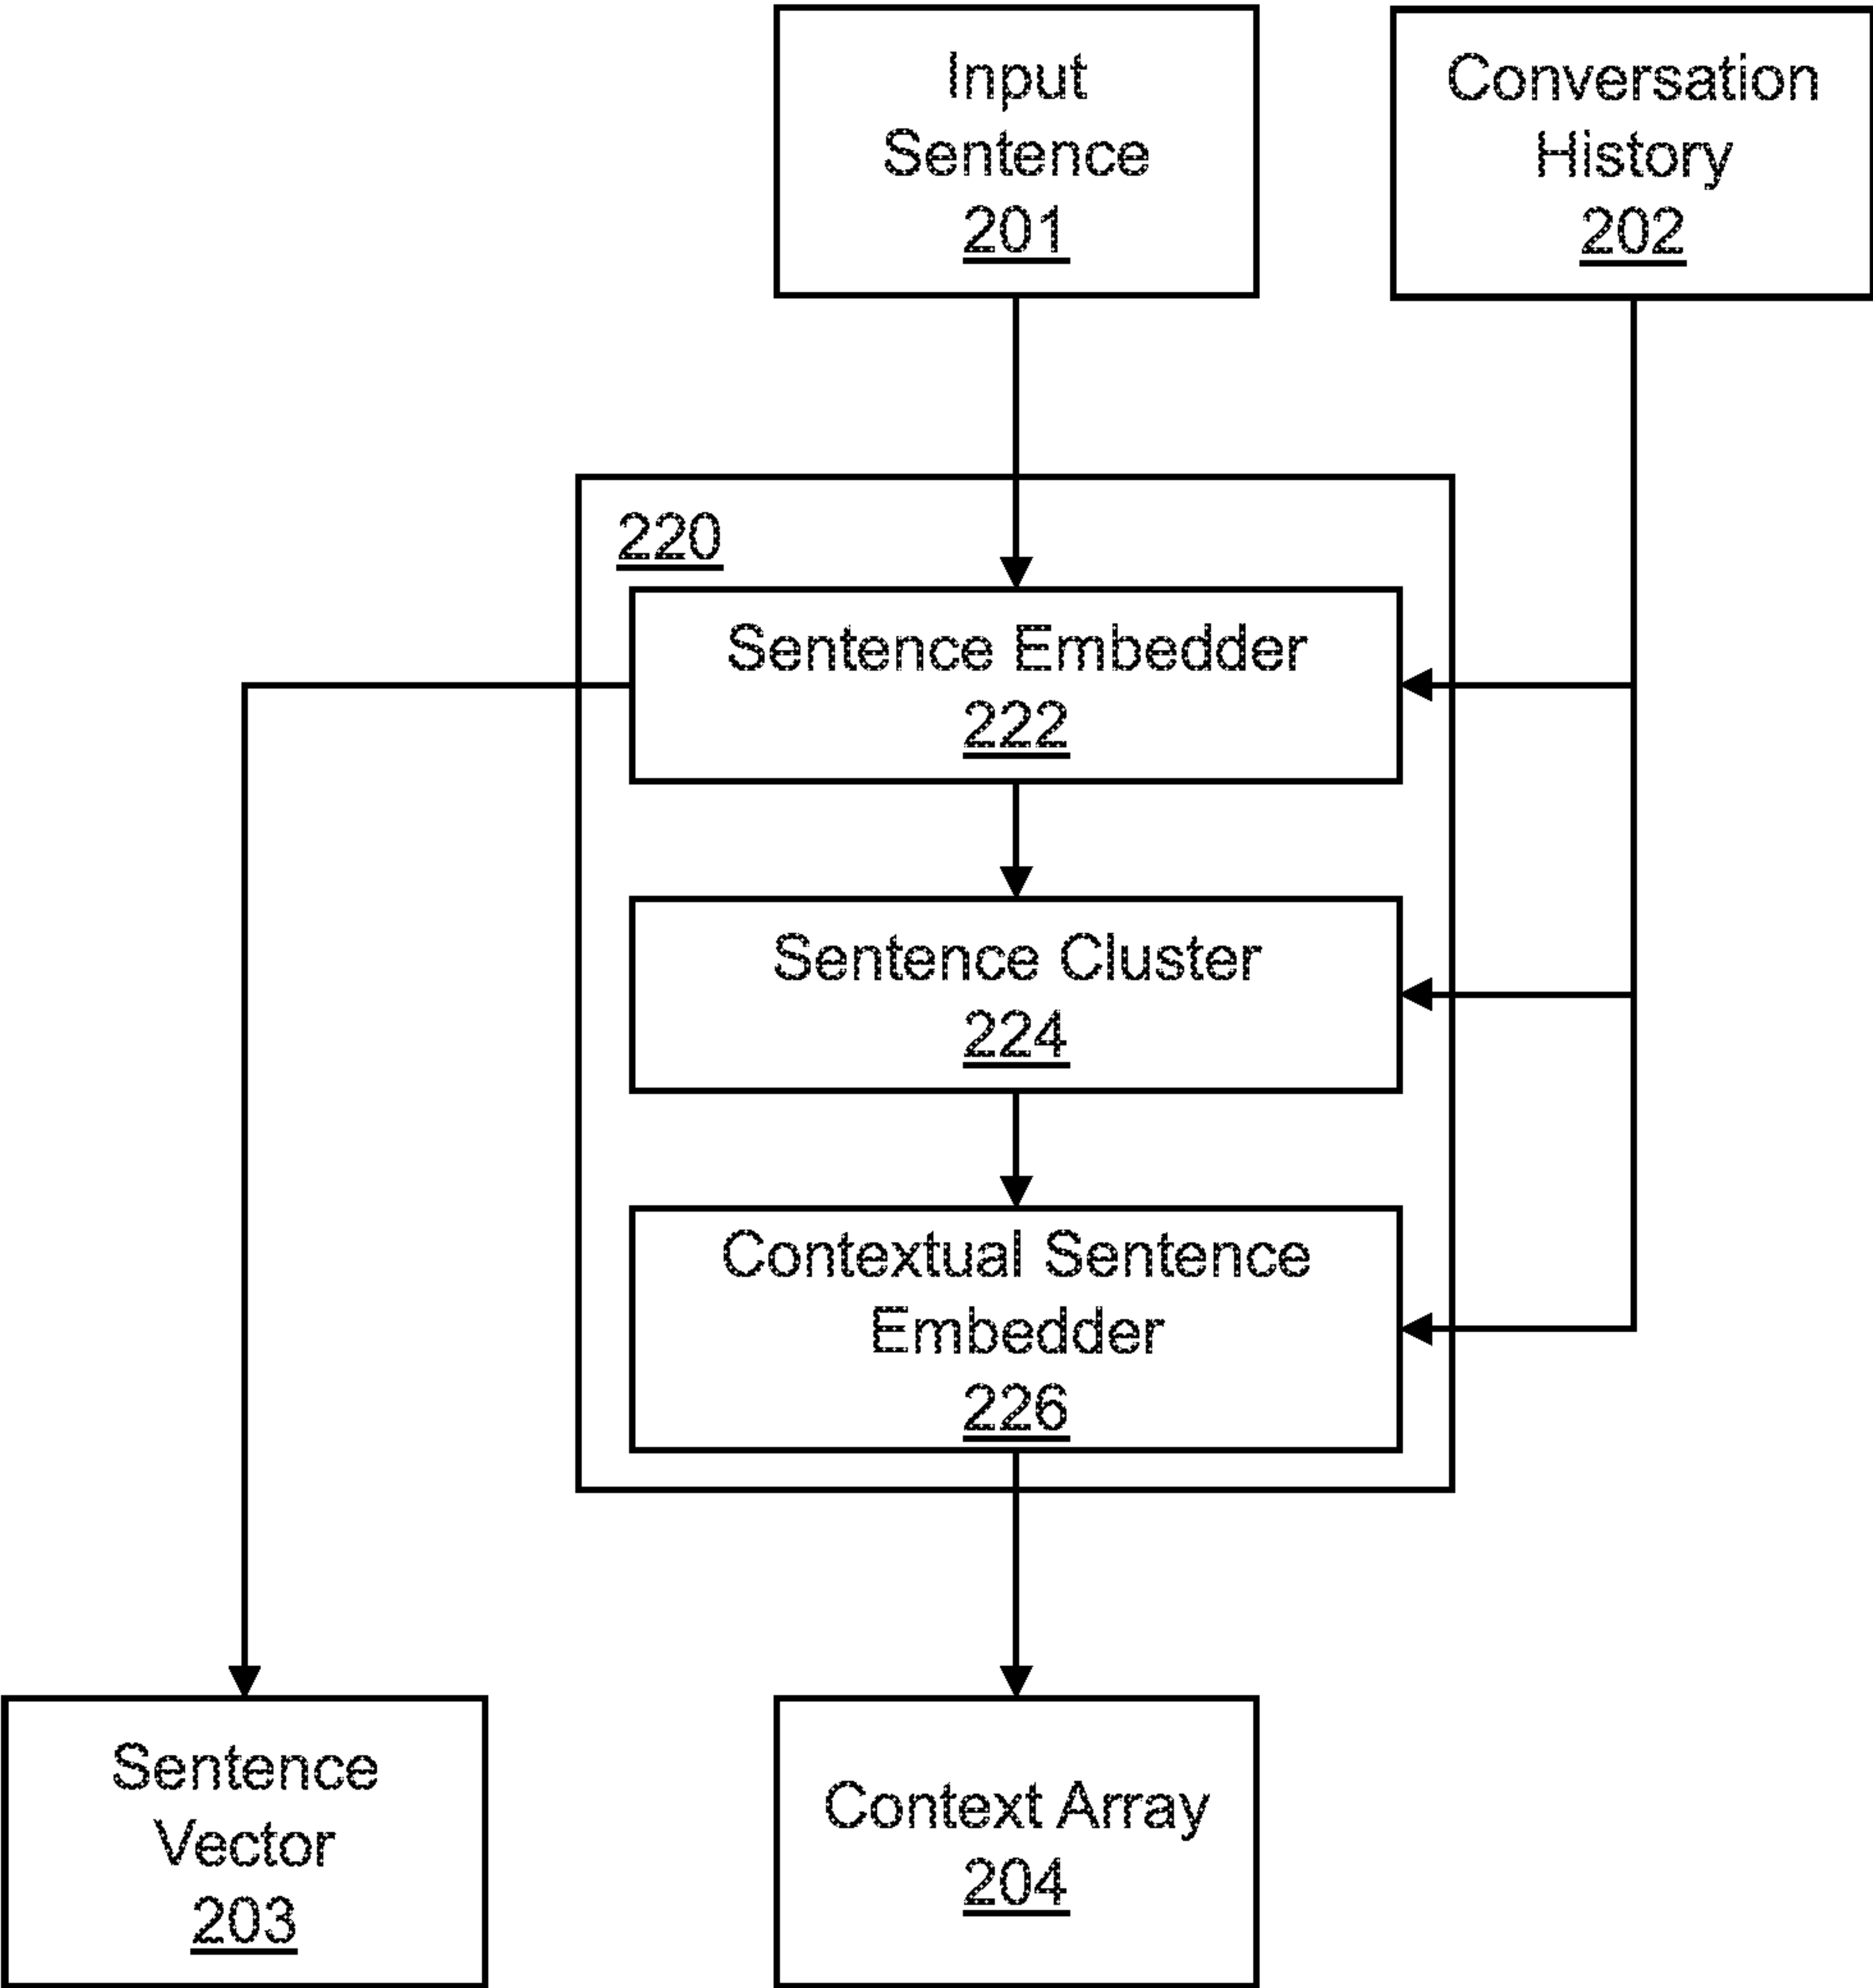 Input
Sentence
201
Conversation
History
202
220
Sentence Embedder
222
Sentence Cluster
224
Contextual Sentence
Embedder
226
Sentence
Vector
203
Context Array
204